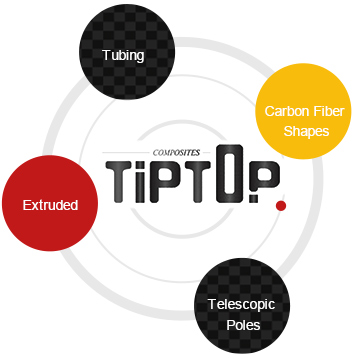 Tubing
Carbon Fiber
Shapes
COMPOSITES
TiPTOP.
Extruded
Telescopic
Poles